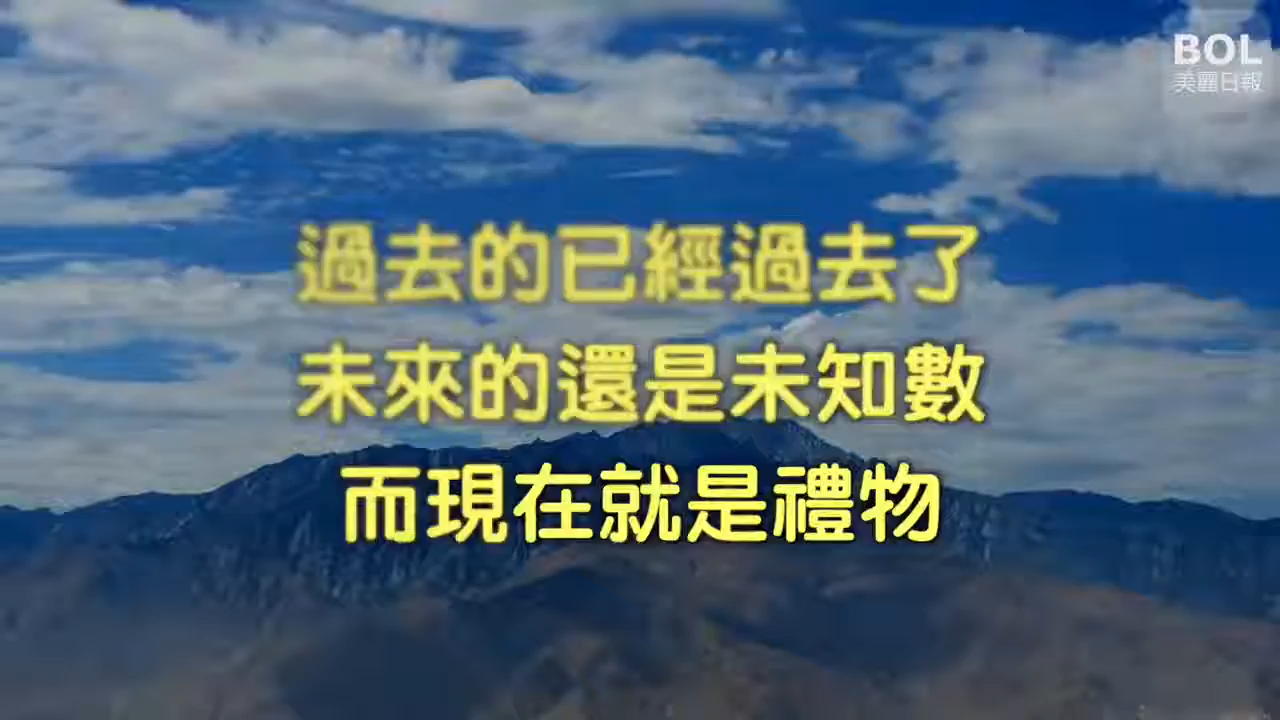 BOL
美麗日報
過去的已經過去了
未來的還是未知數
而現在就是禮物